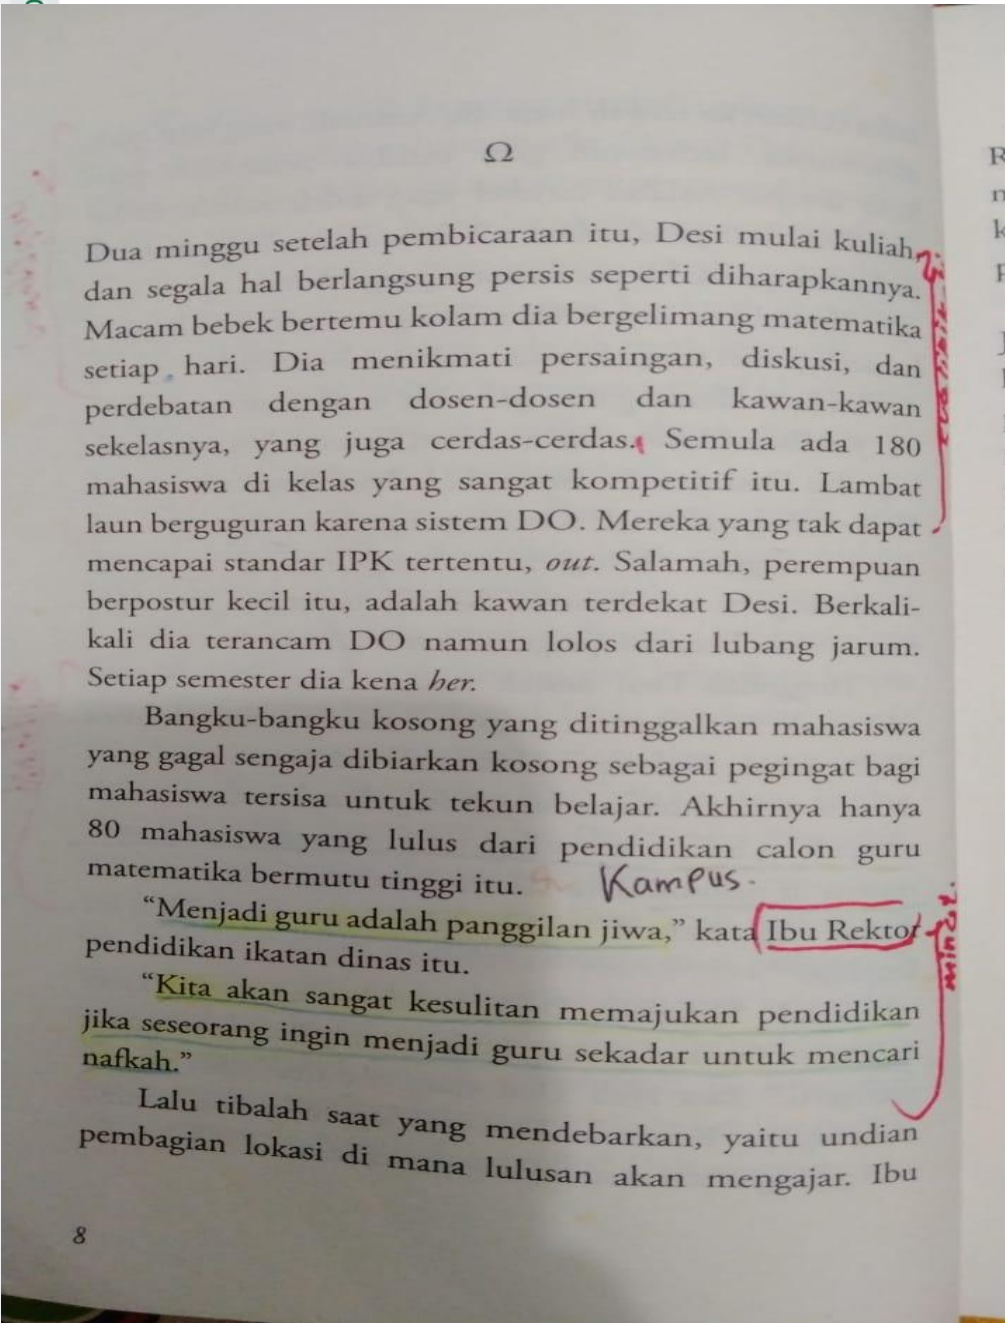 Ω
Dua minggu setelah pembicaraan itu, Desi mulai kuliah
dan segala hal berlangsung persis seperti diharapkannya.
Macam bebek bertemu kolam dia bergelimang matematika
setiap hari. Dia menikmati persaingan, diskusi, dan
perdebatan dengan dosen-dosen dan kawan-kawan
sekelasnya, yang juga cerdas-cerdas. Semula ada 180
mahasiswa di kelas yang sangat kompetitif itu. Lambat
laun berguguran karena sistem DO. Mereka yang tak dapat
mencapai standar IPK tertentu, out. Salamah, perempuan
berpostur kecil itu, adalah kawan terdekat Desi. Berkali-
kali dia terancam DO namun lolos dari lubang jarum.
Setiap semester dia kena her.
Bangku-bangku kosong yang ditinggalkan mahasiswa
yang gagal sengaja dibiarkan kosong sebagai pegingat bagi
mahasiswa tersisa untuk tekun belajar. Akhirnya hanya
80 mahasiswa yang lulus dari pendidikan calon guru
matematika bermutu tinggi itu.
Kampus.
“Menjadi guru adalah panggilan jiwa,” kata Ibu Rektor
pendidikan ikatan dinas itu.
“Kita akan sangat kesulitan memajukan pendidikan
jika seseorang ingin menjadi guru sekadar untuk mencari
nafkah.”
Lalu tibalah saat yang mendebarkan, yaitu undian
pembagian lokasi di mana lulusan akan mengajar. Ibu
8